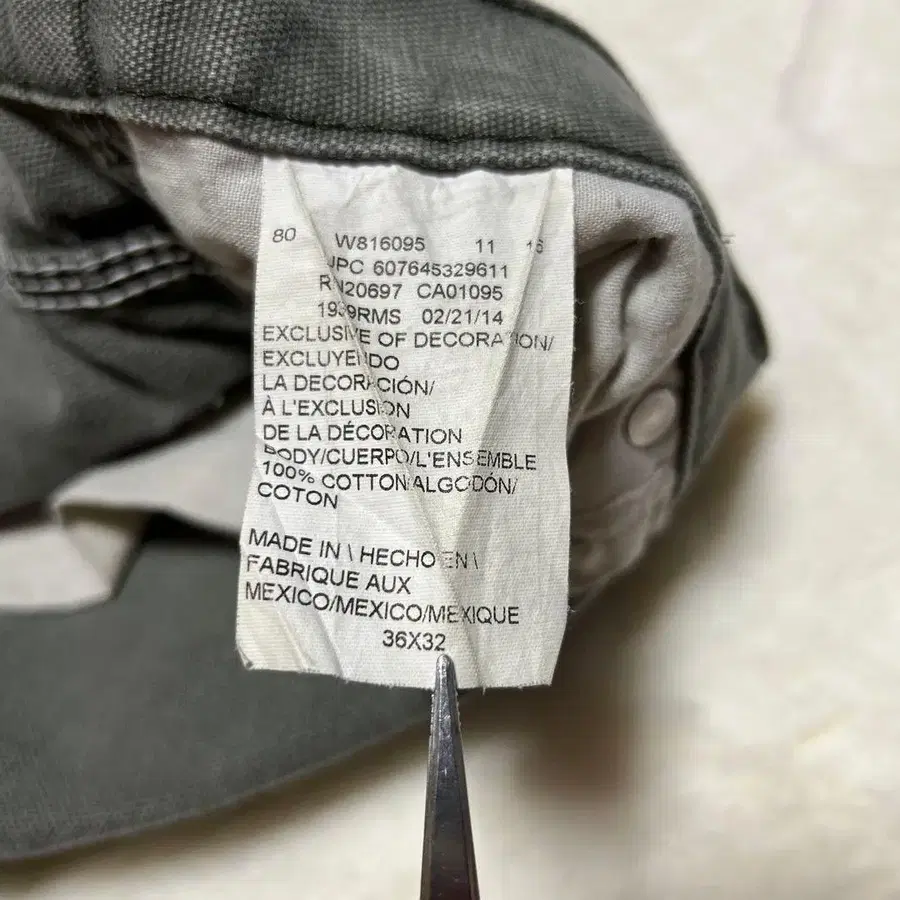 80 W816095 11 16
UPC 607645329611
RN20697 CA01095
1939RMS 02/21/14
EXCLUSIVE OF DECORATION/
EXCLUYENDO
LA DECORACIÓN/
À L'EXCLUSION
DE LA DÉCORATION
BODY/CUERPO/L'ENSEMBLE
100% COTTON/ALGODÓN/
COTON
MADE IN \ HECHO EN \
FABRIQUE AUX
MEXICO/MEXICO/MEXIQUE
36X32